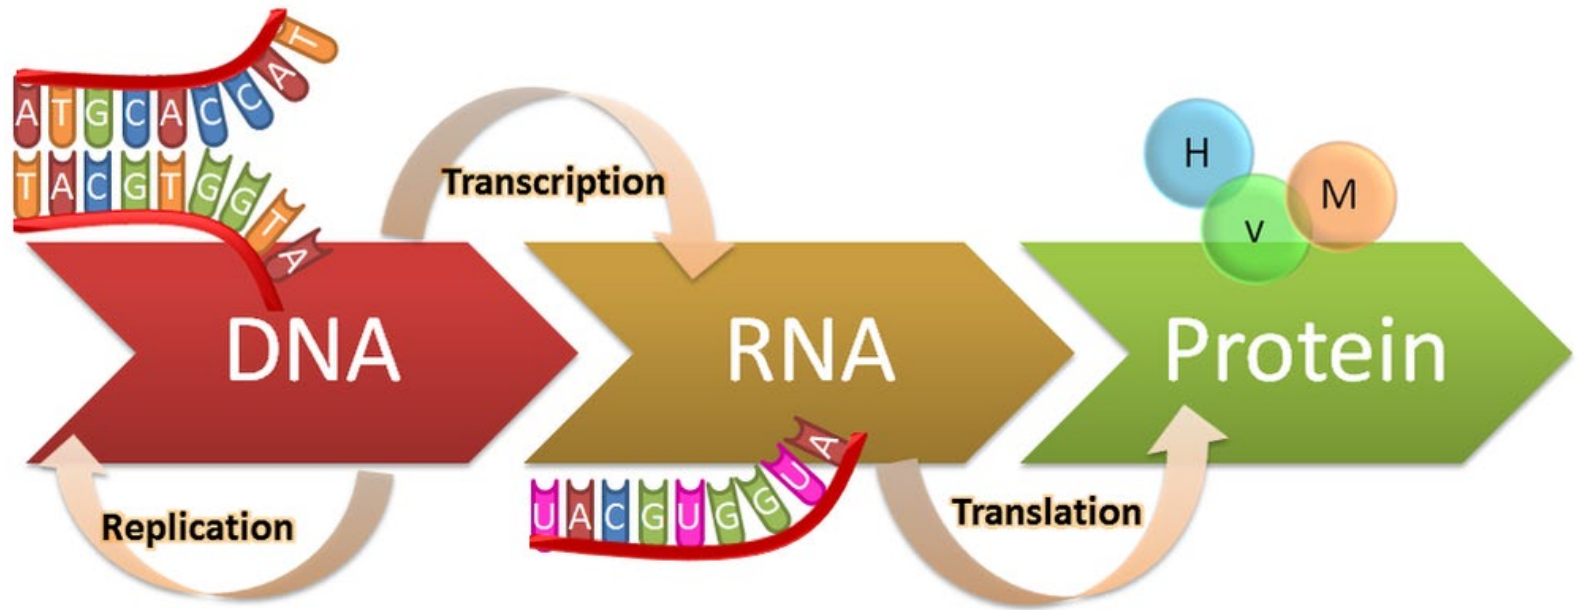 ATGCACCAT
TACGTGGTA
Transcription
H
v
M
DNA
RNA
Protein
Replication
UACGUGGUA
Translation